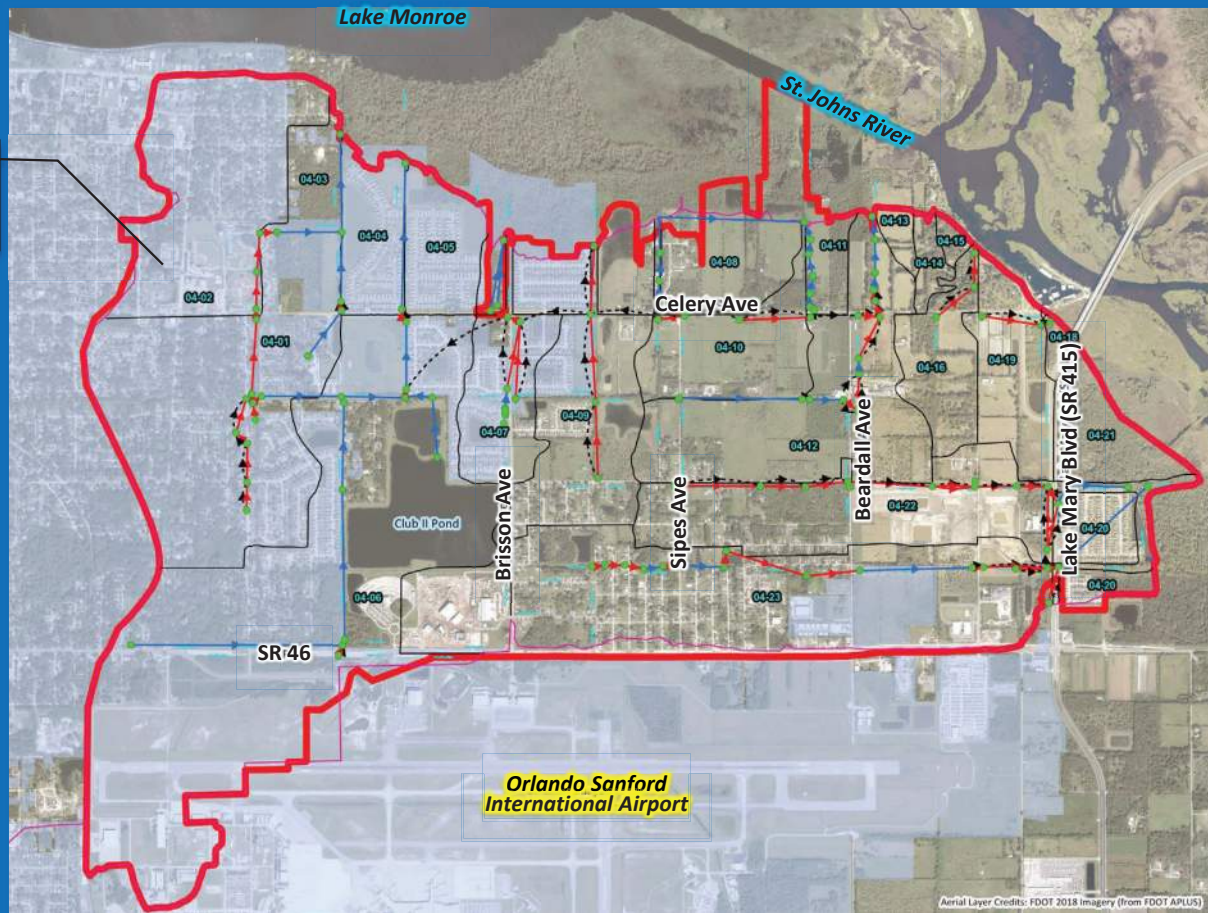 Lake Monroe
St. Johns River
04-03
04-04
04-05
04-02
04-08
04-11
04-13
04-14
04-15
Celery Ave
04-01
04-10
04-16
04-19
04-18
04-07
04-09
04-12
04-21
Club II Pond
Brisson Ave
Sipes Ave
Beardall Ave
Lake Mary Blvd (SR 415)
04-22
04-20
04-06
04-23
04-20
SR 46
Orlando Sanford
International Airport
Aerial Layer Credits: FDOT 2018 Imagery (from FDOT APLUS)